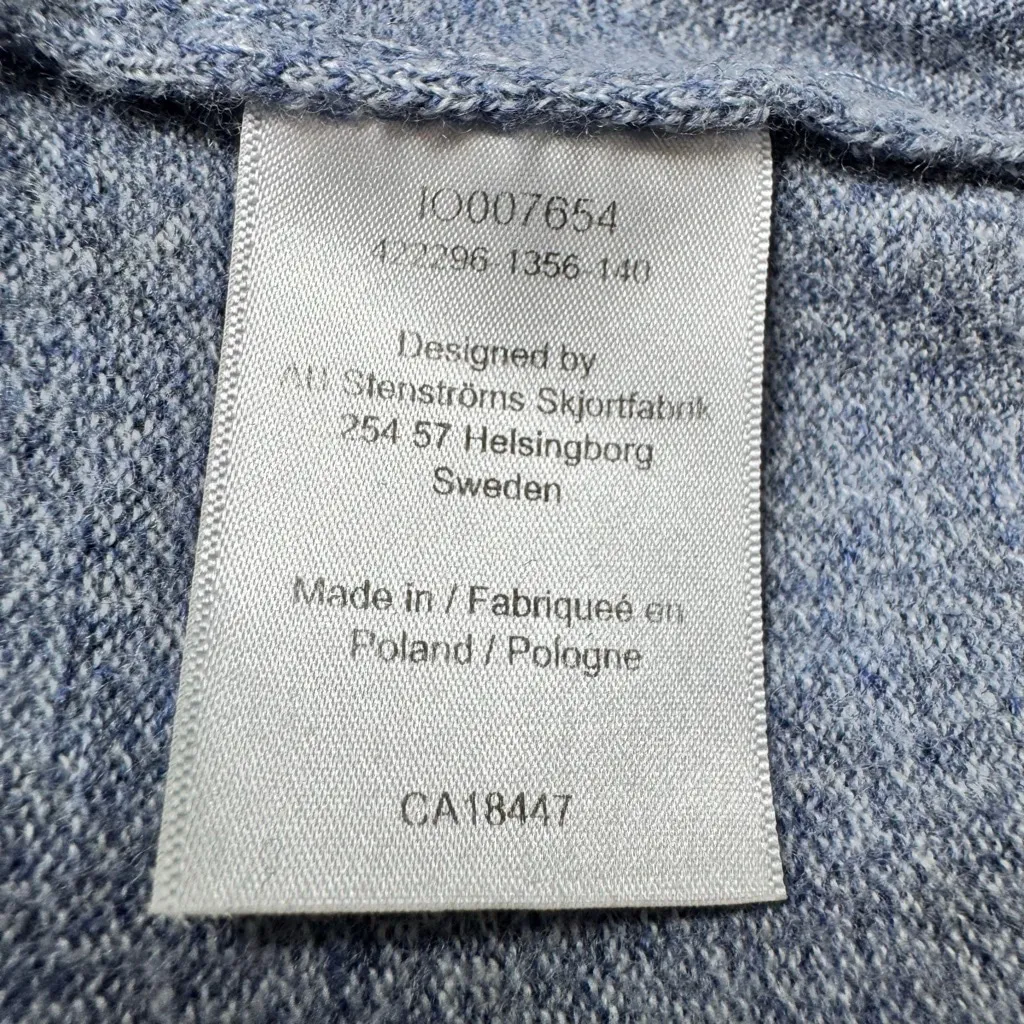 IO007654
422296-1356-140
Designed by
AB Stenströms Skjortfabrik
254 57 Helsingborg
Sweden
Made in / Fabriqueé en
Poland / Pologne
CA18447